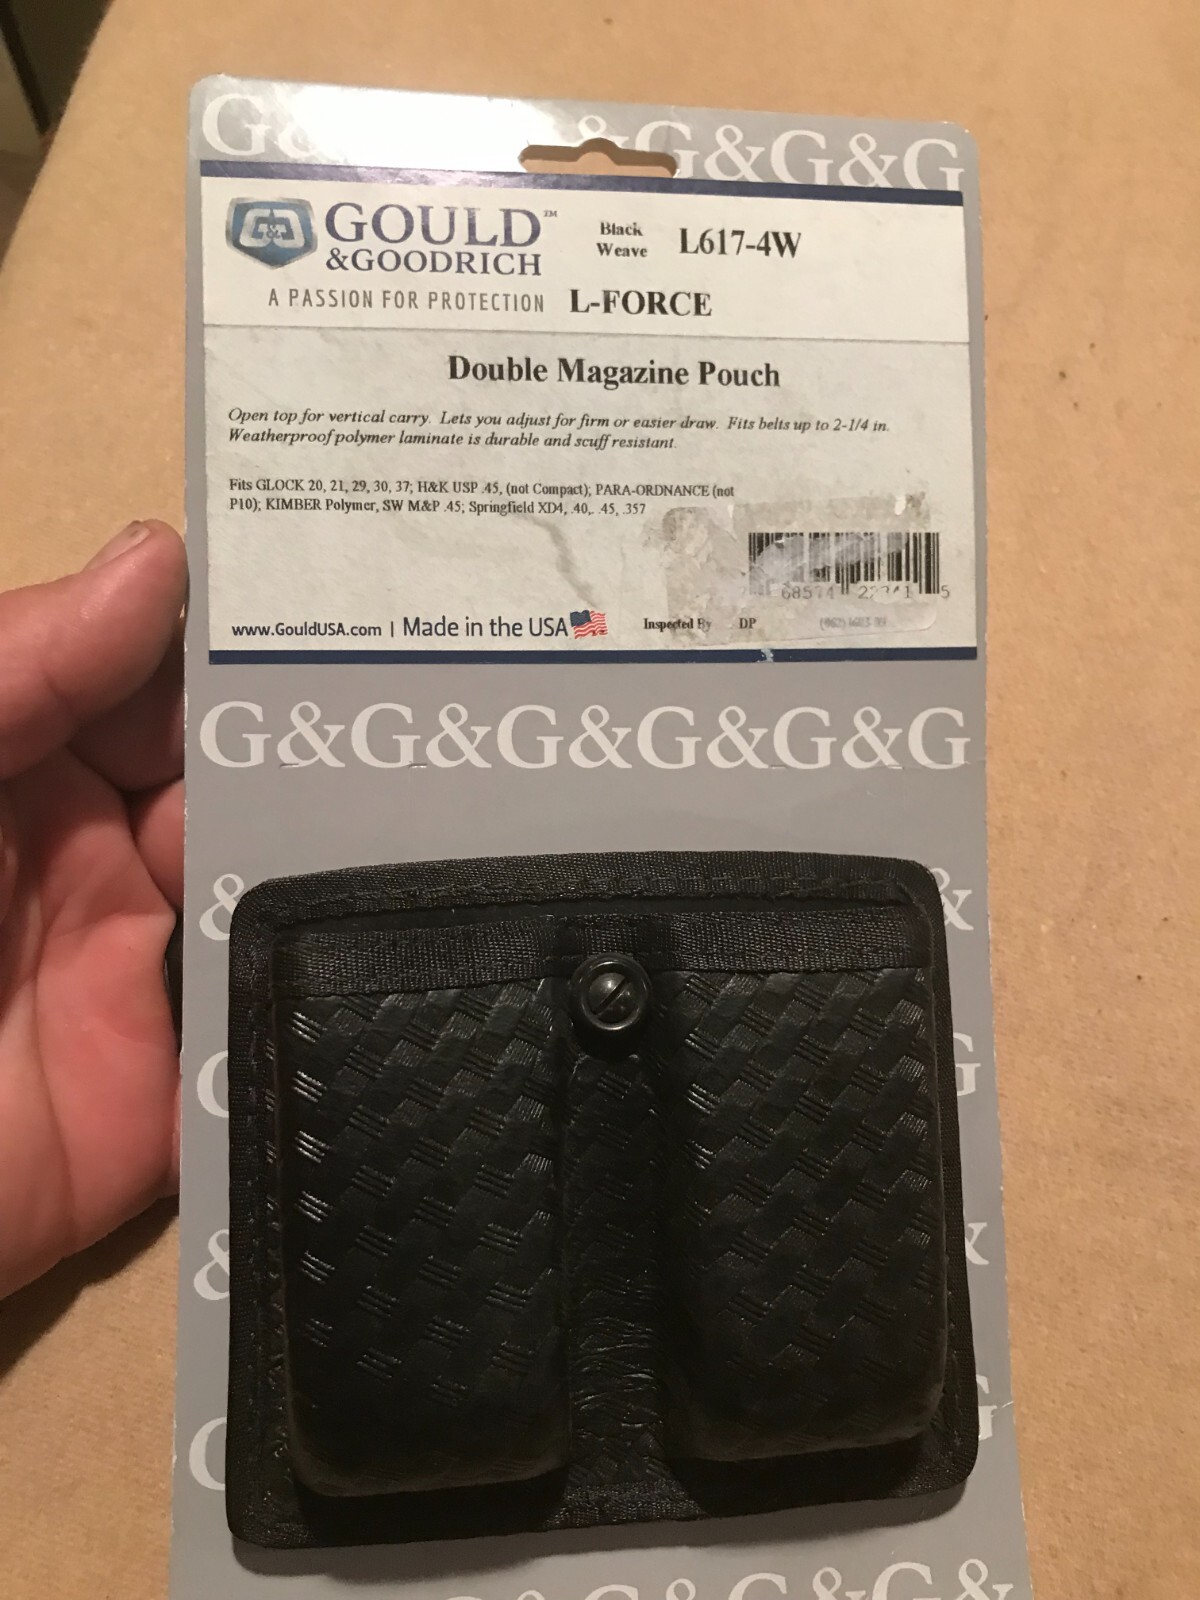 G&G&G&G
GOULD™ Black Weave L617-4W
&GOODRICH
A PASSION FOR PROTECTION L-FORCE
Double Magazine Pouch
Open top for vertical carry. Lets you adjust for firm or easier draw. Fits belts up to 2-1/4 in.
Weatherproof polymer laminate is durable and scuff resistant.
Fits GLOCK 20, 21, 29, 30, 37; H&K USP .45, (not Compact); PARA-ORDNANCE (not
P10); KIMBER Polymer, SW M&P .45; Springfield XD4, .40,. .45, .357
68574 5
www.GouldUSA.com | Made in the USA Inspected By DP
G&G&G&G&G&G&G